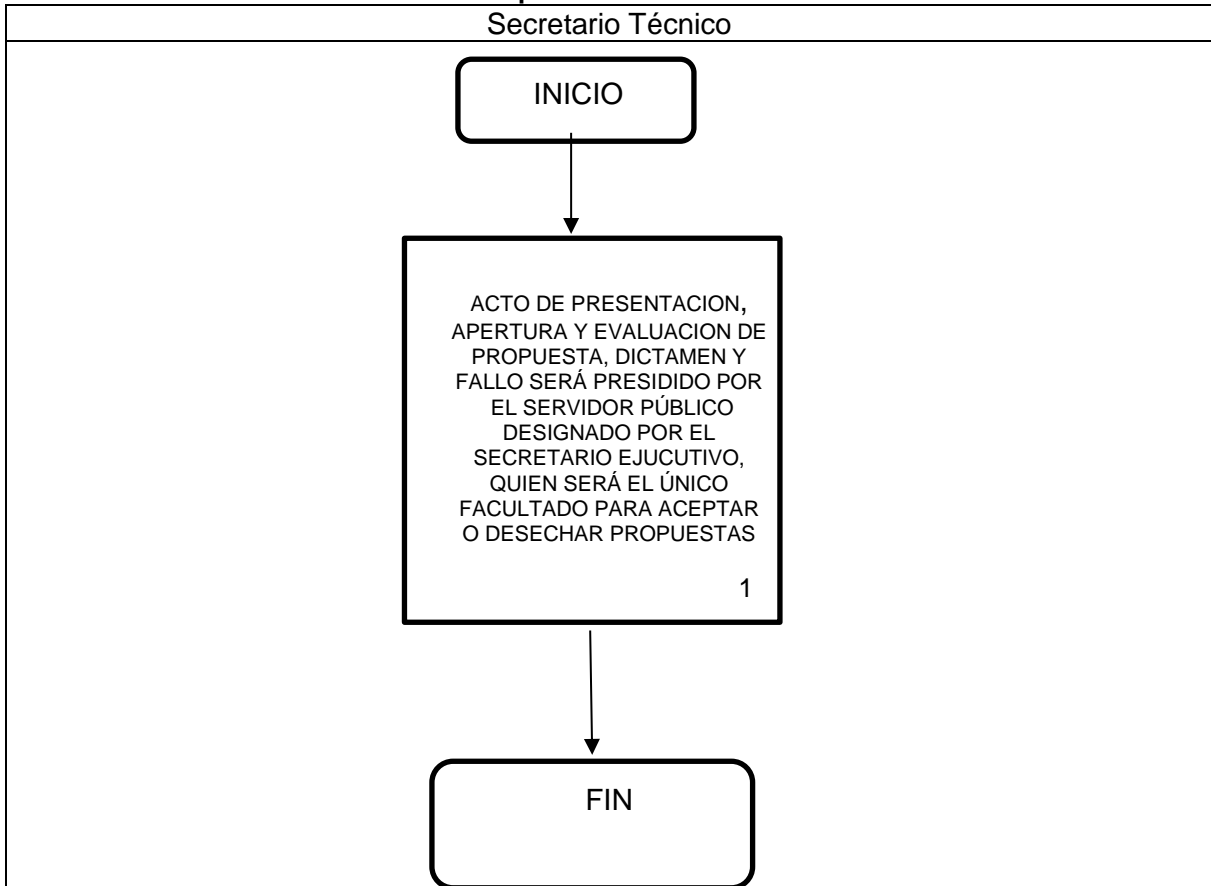 Secretario Técnico
INICIO
ACTO DE PRESENTACION,
APERTURA Y EVALUACION DE
PROPUESTA, DICTAMEN Y
FALLO SERÁ PRESIDIDO POR
EL SERVIDOR PÚBLICO
DESIGNADO POR EL
SECRETARIO EJUCUTIVO,
QUIEN SERÁ EL ÚNICO
FACULTADO PARA ACEPTAR
O DESECHAR PROPUESTAS
1
FIN